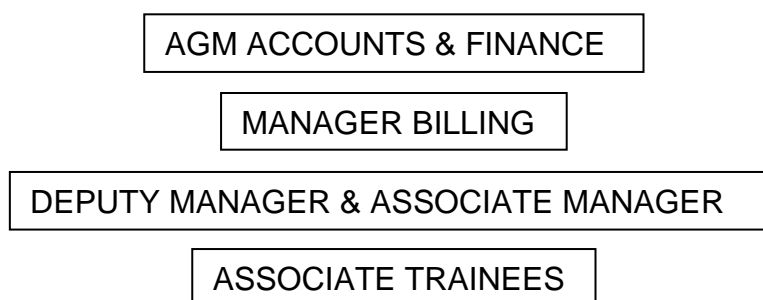 AGM ACCOUNTS & FINANCE
MANAGER BILLING
DEPUTY MANAGER & ASSOCIATE MANAGER
ASSOCIATE TRAINEES